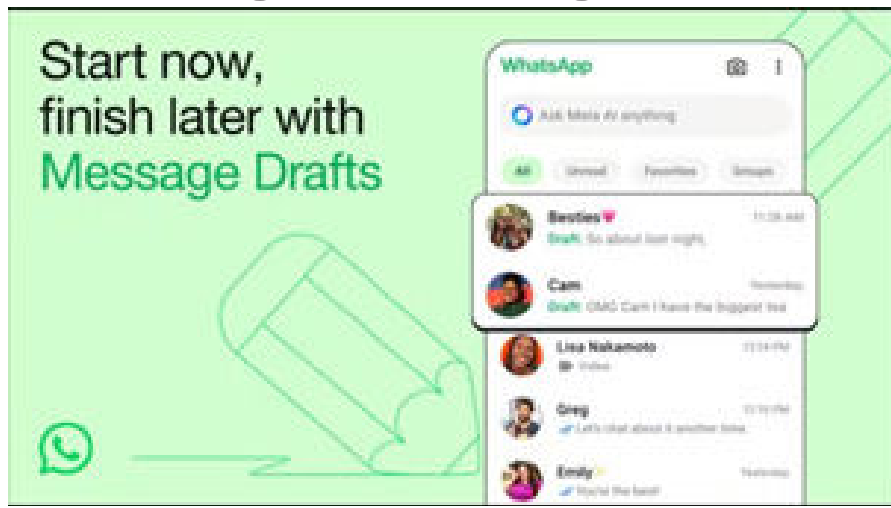 Start now,
finish later with
Message Drafts
WhatsApp
Ask Meta AI anything
All Unread Favorites Groups
Besties 11:26 AM
Draft: So about last night,
Cam Yesterday
Draft: OMG Cam I have the biggest tea
Lisa Nakamoto
Video
Greg
Let's chat about it another time.
Emily Yesterday
You're the best!